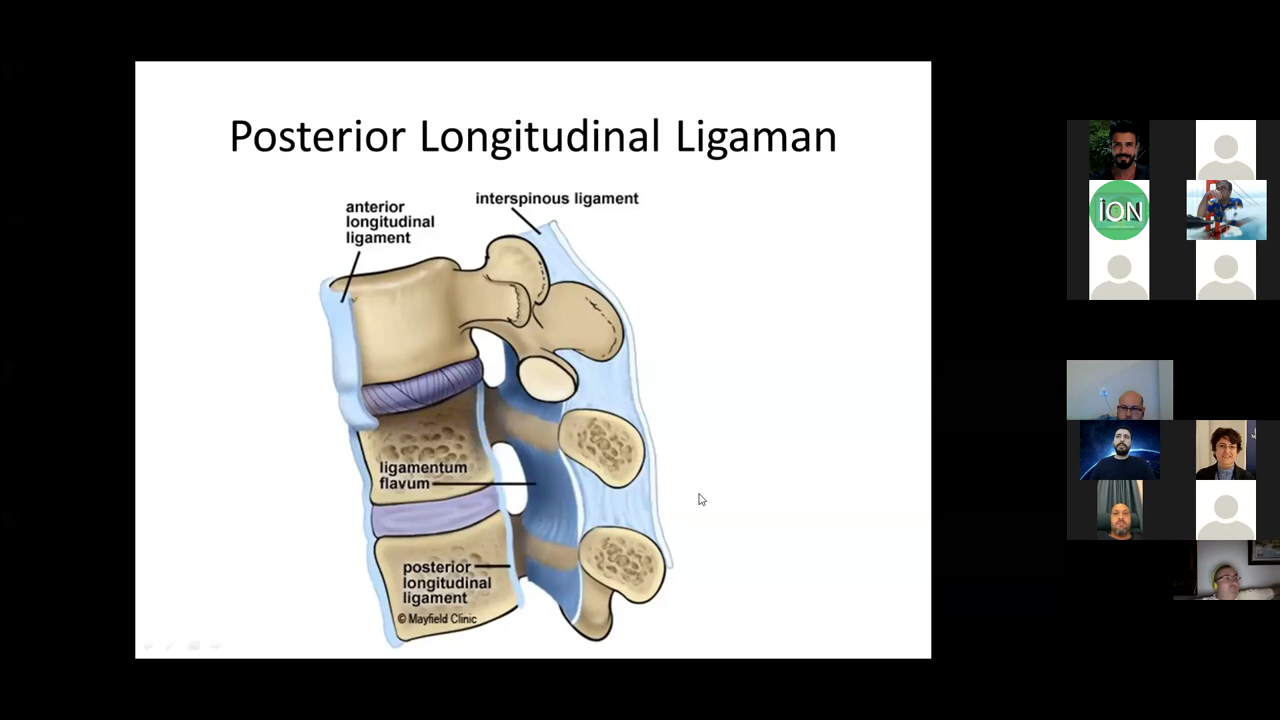 Posterior Longitudinal Ligaman
interspinous ligament
anterior
longitudinal
ligament
ligamentum
flavum
posterior
longitudinal
ligament
© Mayfield Clinic
iON